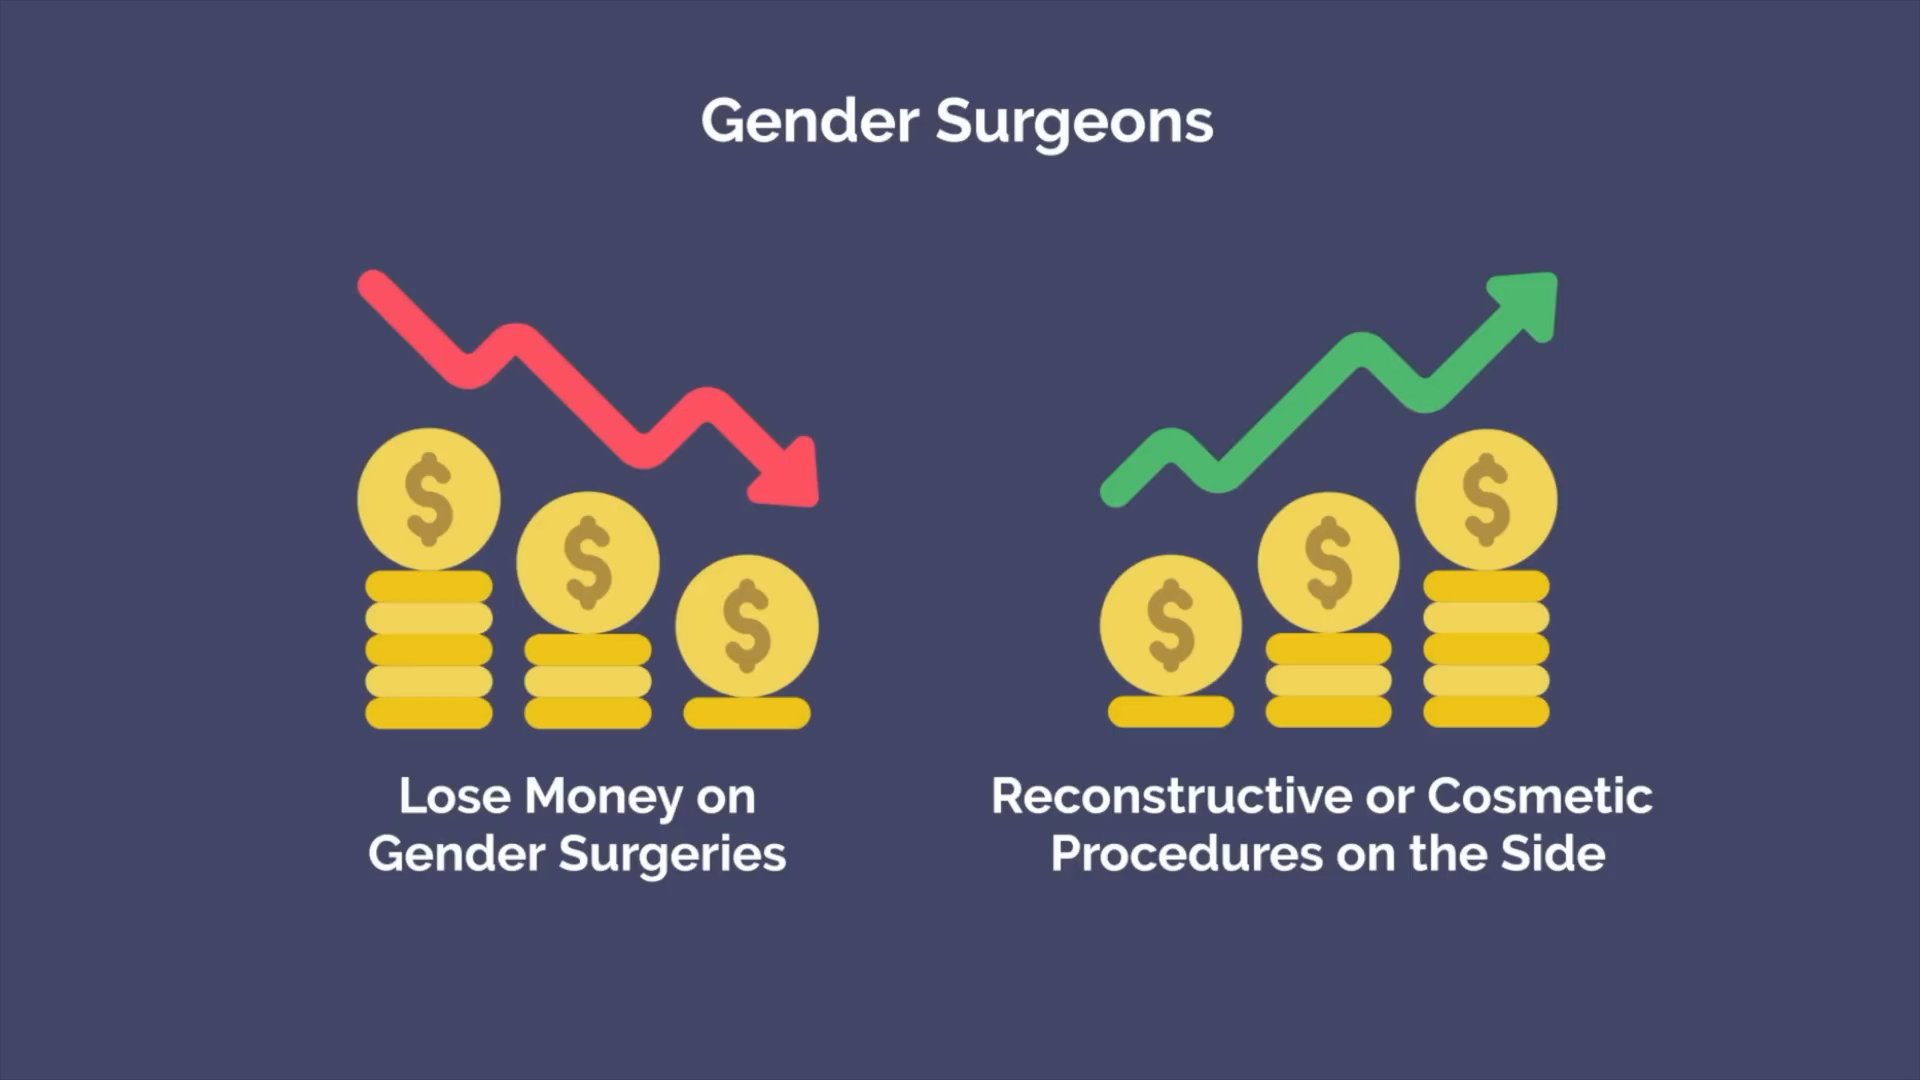 Gender Surgeons
$
$
$
$
$
$
Lose Money on
Gender Surgeries
Reconstructive or Cosmetic
Procedures on the Side